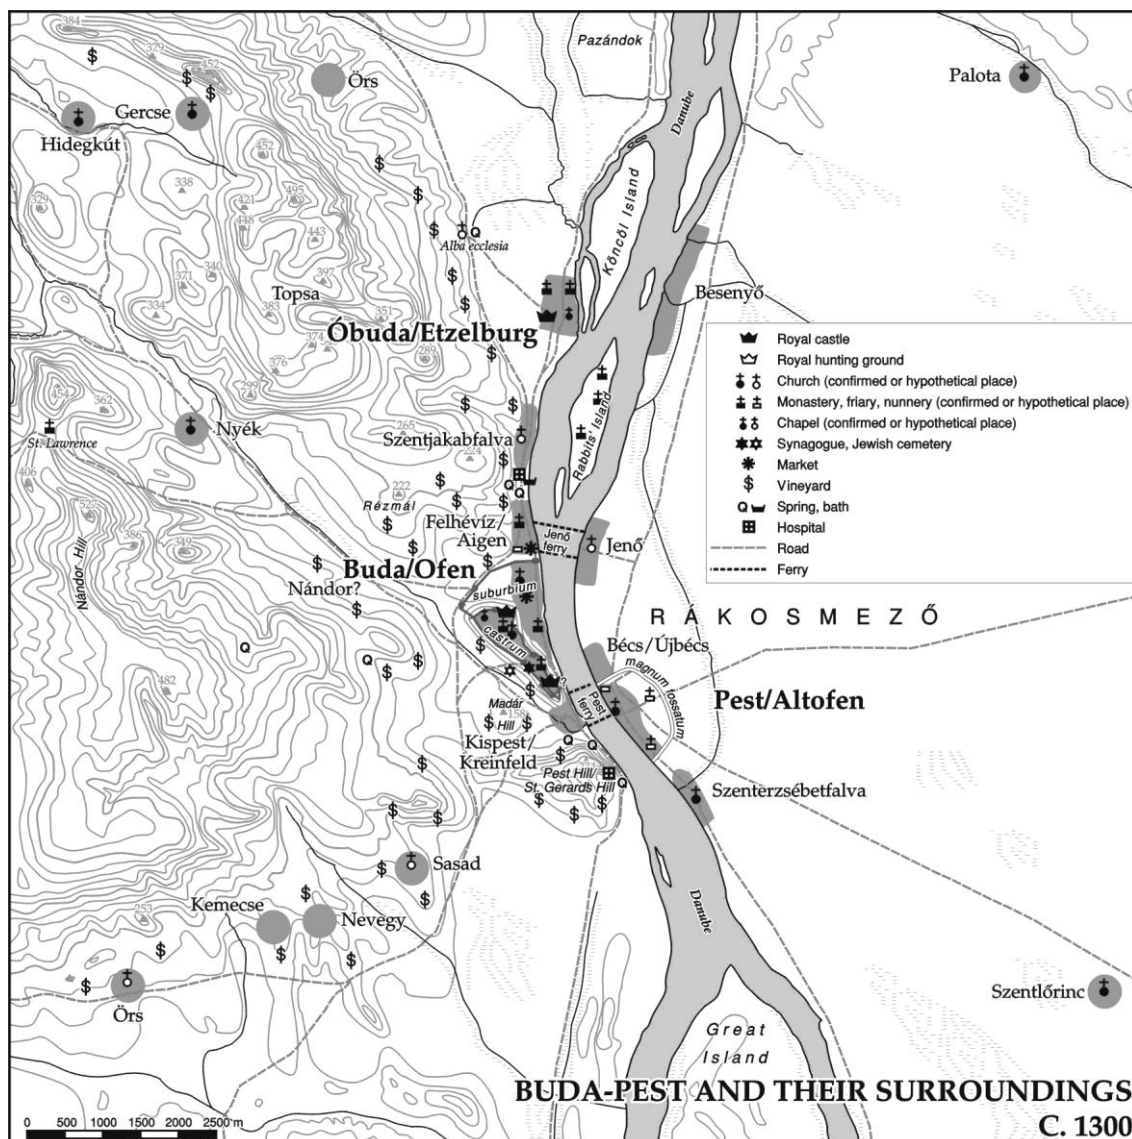 384
379
452
Örs
Pazándok
Danube
Palota
Gercse
Hidegkút
452
338
495
421
448
443
329
Alba ecclesia
Köncöl Island
340
371
397
Topsa
334
383
351
Besenyő
Óbuda/Etzelburg
374
289
376
299
454
362
Nyék
St. Lawrence
265
Szentjakabfalva
224
Rabbits' Island
406
222
Rézmál
527
Felhévíz/
Aigen
386
349
Nándor Hill
Jenő
ferry
Jenő
Buda/Ofen
Nándor?
suburbium
castrum
RÁKOSMEZŐ
Bécs/Újbécs
magnum fossatum
482
Pest
ferry
Pest/Altofen
Madár
158
Hill
Kispest/
Kreinfeld
Pest Hill/
St. Gerards Hill
Szenterzsébetfalva
Sasad
Kemecse
Nevegy
253
Danube
Örs
Szentlőrinc
Great
Island
Royal castle
Royal hunting ground
Church (confirmed or hypothetical place)
Monastery, friary, nunnery (confirmed or hypothetical place)
Chapel (confirmed or hypothetical place)
Synagogue, Jewish cemetery
Market
Vineyard
Spring, bath
Hospital
Road
Ferry
BUDA-PEST AND THEIR SURROUNDINGS
C. 1300
0 500 1000 1500 2000 2500 m